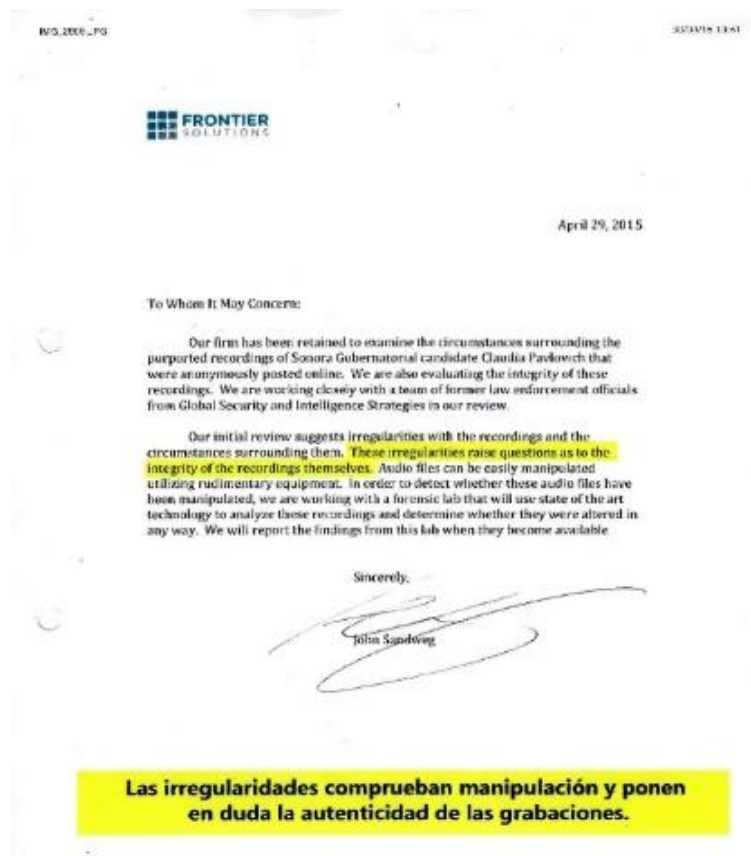 FRONTIER
SOLUTIONS
April 29, 2015
To Whom It May Concern:
Our firm has been retained to examine the circumstances surrounding the
purported recordings of Sonora Gubernatorial candidate Claudia Pavlovich that
were anonymously posted online. We are also evaluating the integrity of these
recordings. We are working closely with a team of former law enforcement officials
from Global Security and Intelligence Strategies in our review.
Our initial review suggests irregularities with the recordings and the
circumstances surrounding them. These irregularities raise questions as to the
integrity of the recordings themselves. Audio files can be easily manipulated
utilizing rudimentary equipment. In order to detect whether these audio files have
been manipulated, we are working with a forensic lab that will use state of the art
technology to analyze these recordings and determine whether they were altered in
any way. We will report the findings from this lab when they become available
Sincerely,
John Sandweg
Las irregularidades comprueban manipulación y ponen
en duda la autenticidad de las grabaciones.